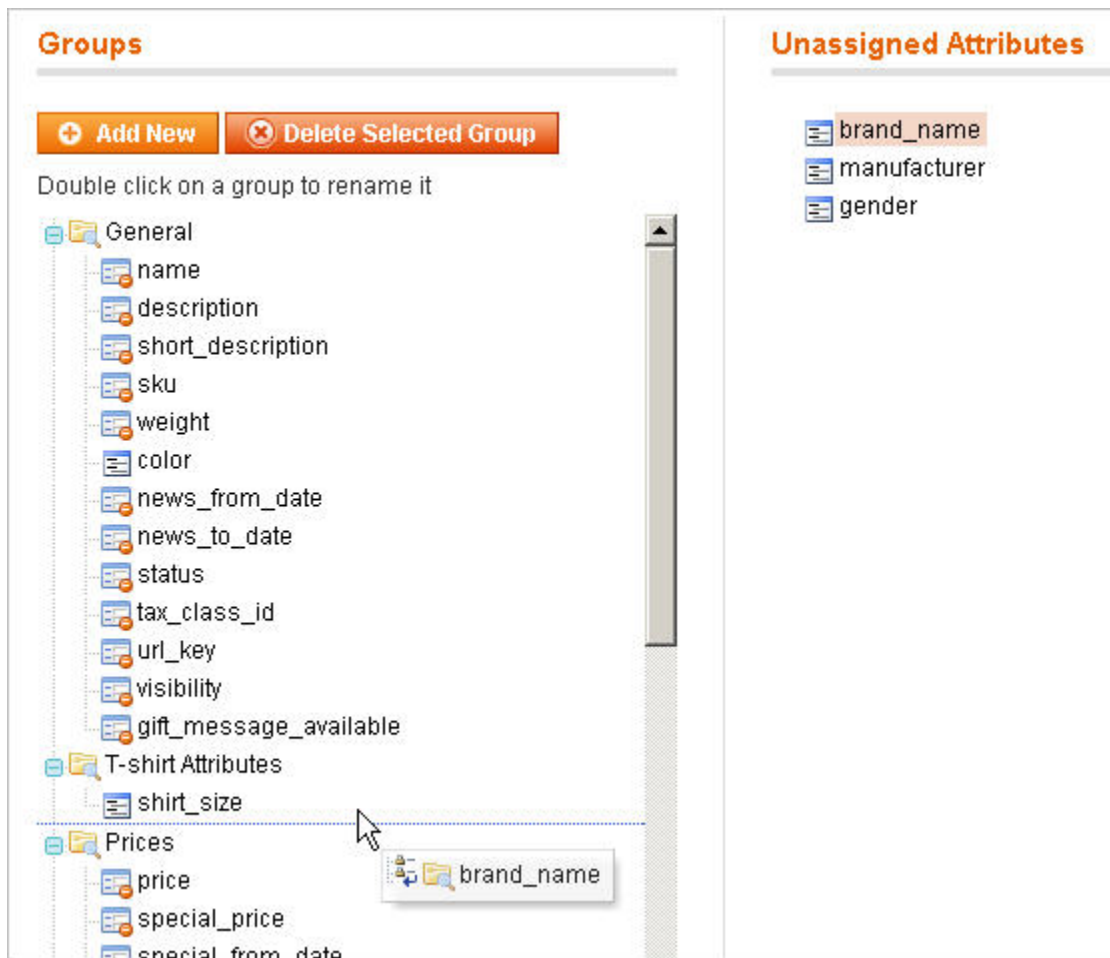 Groups
Add New
Delete Selected Group
Double click on a group to rename it
General
name
description
short_description
sku
weight
color
news_from_date
news_to_date
status
tax_class_id
url_key
visibility
gift_message_available
T-shirt Attributes
shirt_size
Prices
price
special_price
special_from_date
brand_name
Unassigned Attributes
brand_name
manufacturer
gender